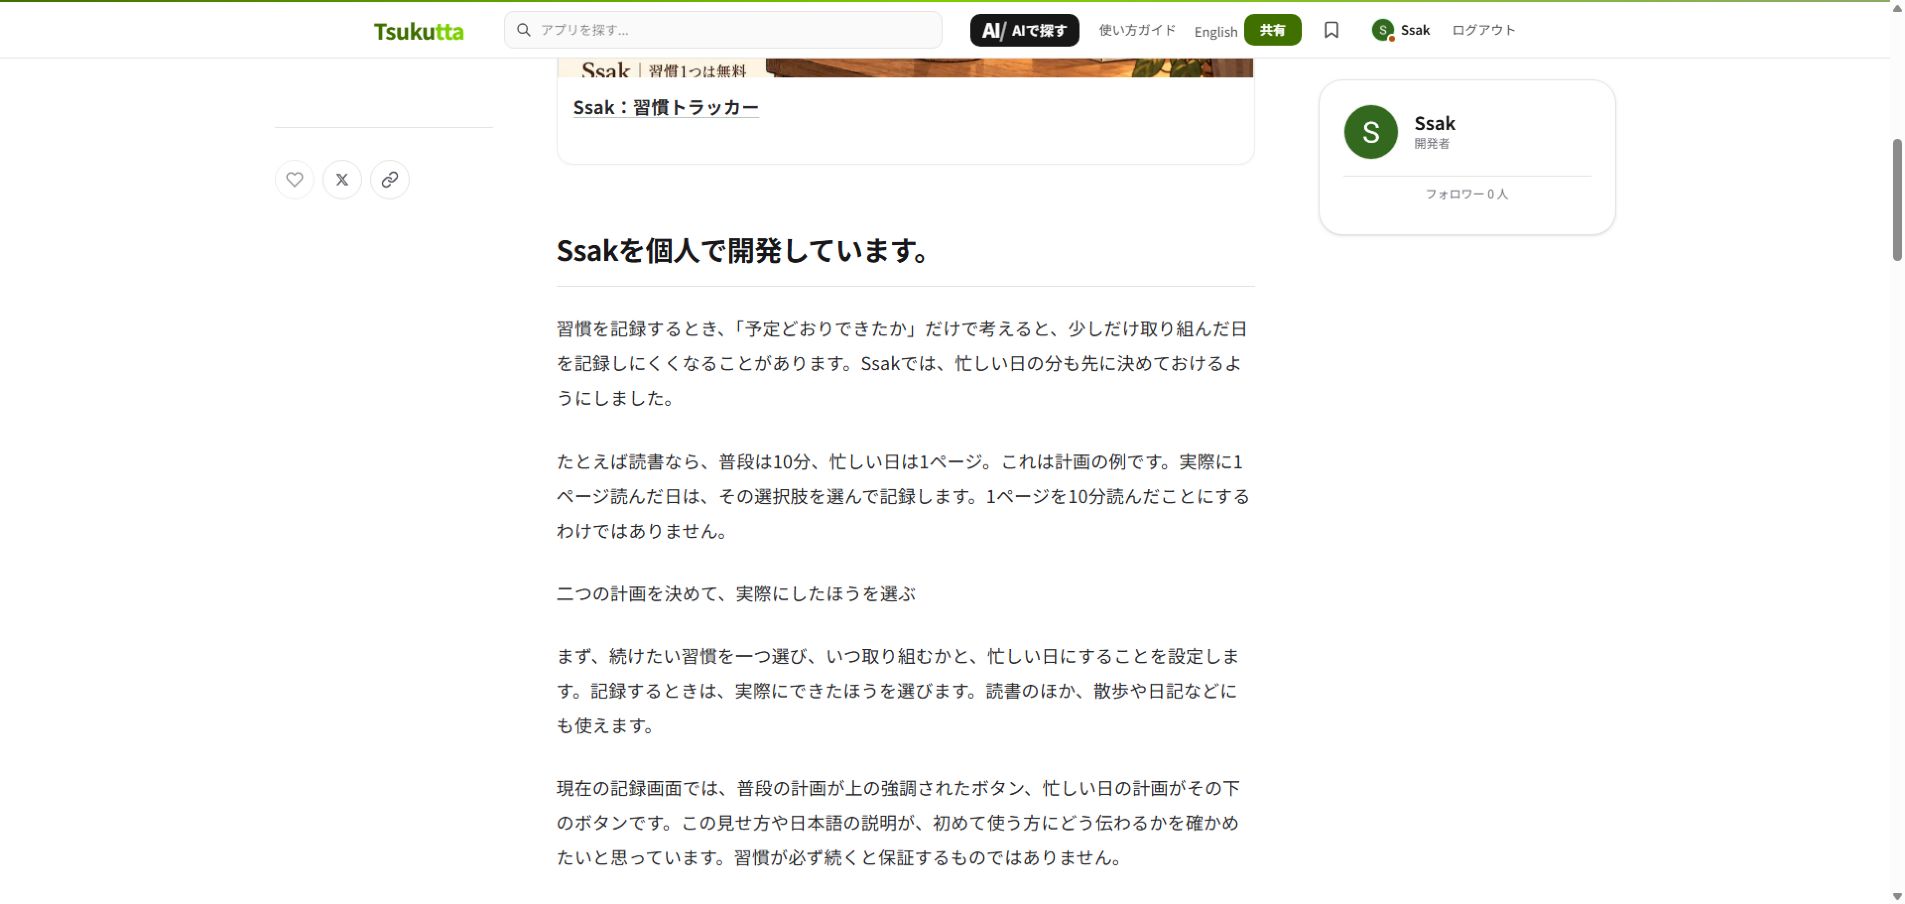 Tsukutta
アプリを探す...
AI/ AIで探す
使い方ガイド
English
共有
S
Ssak
ログアウト
Ssak｜習慣1つは無料
Ssak：習慣トラッカー
S
Ssak
開発者
フォロワー 0 人
Ssakを個人で開発しています。
習慣を記録するとき、「予定どおりできたか」だけで考えると、少しだけ取り組んだ日
を記録しにくくなることがあります。Ssakでは、忙しい日の分も先に決めておけるよ
うにしました。
たとえば読書なら、普段は10分、忙しい日は1ページ。これは計画の例です。実際に1
ページ読んだ日は、その選択肢を選んで記録します。1ページを10分読んだことにする
わけではありません。
二つの計画を決めて、実際にしたほうを選ぶ
まず、続けたい習慣を一つ選び、いつ取り組むかと、忙しい日にすることを設定しま
す。記録するときは、実際にできたほうを選びます。読書のほか、散歩や日記などに
も使えます。
現在の記録画面では、普段の計画が上の強調されたボタン、忙しい日の計画がその下
のボタンです。この見せ方や日本語の説明が、初めて使う方にどう伝わるかを確かめ
たいと思っています。習慣が必ず続くと保証するものではありません。